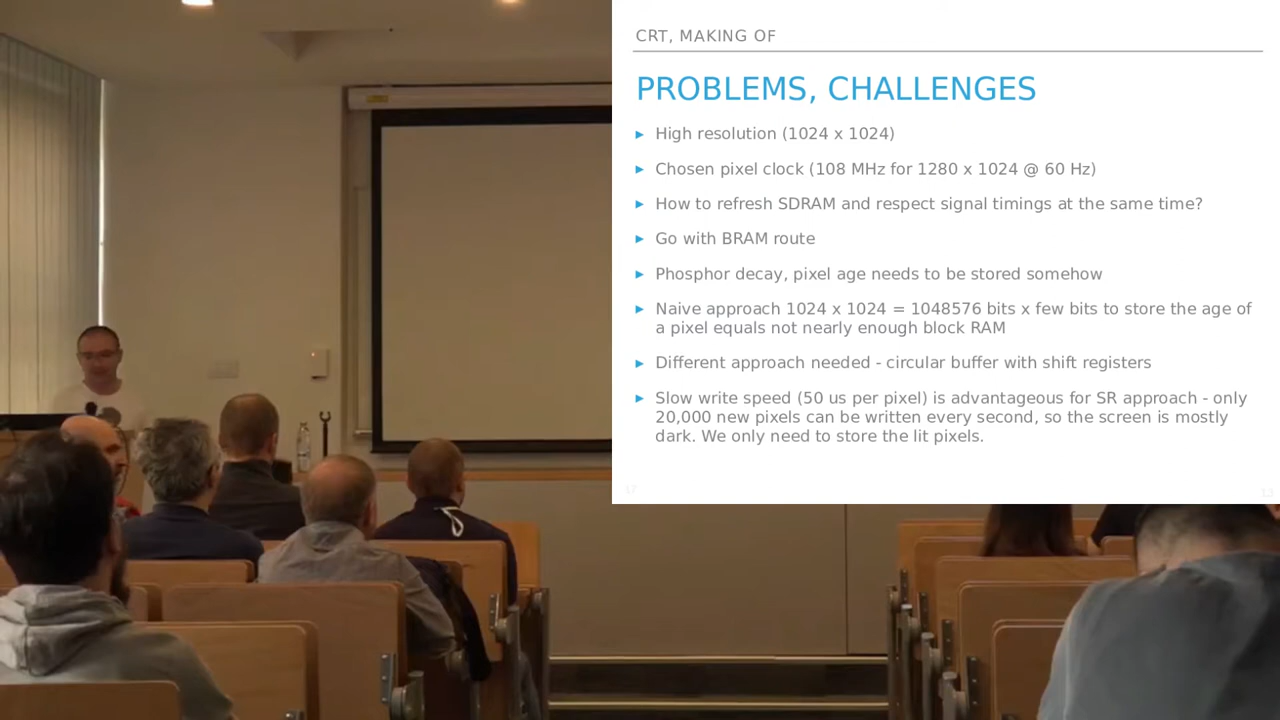 CRT, MAKING OF
PROBLEMS, CHALLENGES
▸ High resolution (1024 x 1024)
▸ Chosen pixel clock (108 MHz for 1280 x 1024 @ 60 Hz)
▸ How to refresh SDRAM and respect signal timings at the same time?
▸ Go with BRAM route
▸ Phosphor decay, pixel age needs to be stored somehow
▸ Naive approach 1024 x 1024 = 1048576 bits x few bits to store the age of
a pixel equals not nearly enough block RAM
▸ Different approach needed - circular buffer with shift registers
▸ Slow write speed (50 us per pixel) is advantageous for SR approach - only
20,000 new pixels can be written every second, so the screen is mostly
dark. We only need to store the lit pixels.